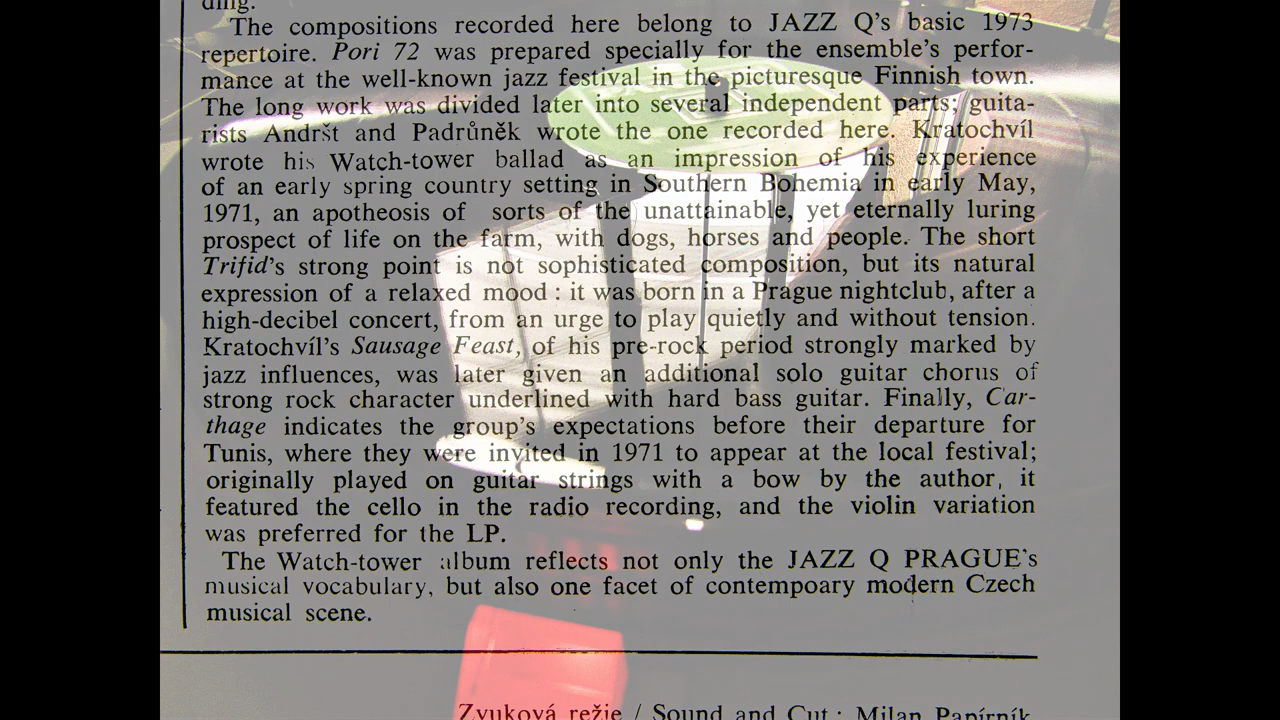 ding.
The compositions recorded here belong to JAZZ Q's basic 1973
repertoire. Pori 72 was prepared specially for the ensemble's perfor-
mance at the well-known jazz festival in the picturesque Finnish town.
The long work was divided later into several independent parts; guita-
rists Andršt and Padrůněk wrote the one recorded here. Kratochvíl
wrote his Watch-tower ballad as an impression of his experience
of an early spring country setting in Southern Bohemia in early May,
1971, an apotheosis of sorts of the unattainable, yet eternally luring
prospect of life on the farm, with dogs, horses and people. The short
Trifid's strong point is not sophisticated composition, but its natural
expression of a relaxed mood : it was born in a Prague nightclub, after a
high-decibel concert, from an urge to play quietly and without tension.
Kratochvíl's Sausage Feast, of his pre-rock period strongly marked by
jazz influences, was later given an additional solo guitar chorus of
strong rock character underlined with hard bass guitar. Finally, Car-
thage indicates the group's expectations before their departure for
Tunis, where they were invited in 1971 to appear at the local festival;
originally played on guitar strings with a bow by the author, it
featured the cello in the radio recording, and the violin variation
was preferred for the LP.
The Watch-tower album reflects not only the JAZZ Q PRAGUE's
musical vocabulary, but also one facet of contempoary modern Czech
musical scene.
Zvuková režie / Sound and Cut : Milan Papírník